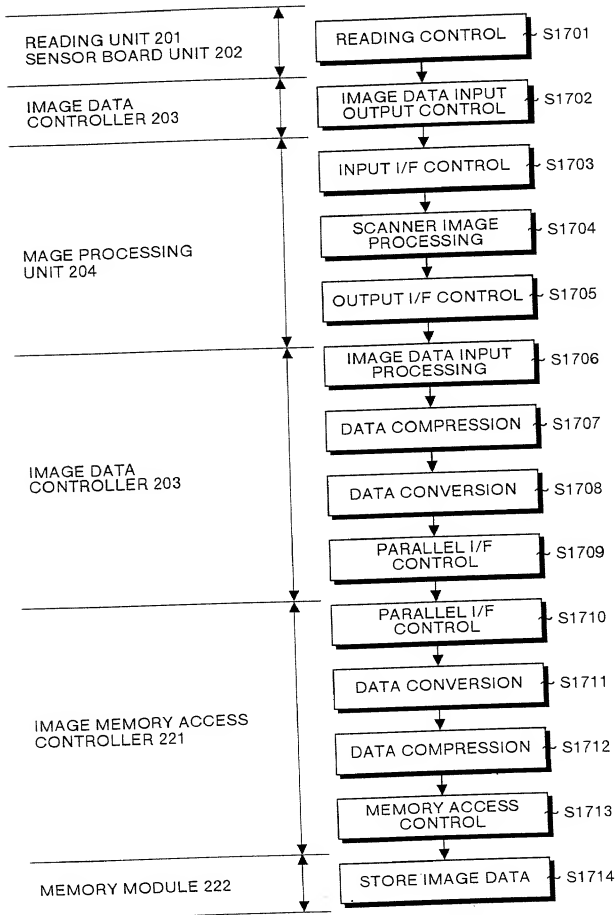 READING UNIT 201
SENSOR BOARD UNIT 202
READING CONTROL
S1701
IMAGE DATA
CONTROLLER 203
IMAGE DATA INPUT
OUTPUT CONTROL
S1702
MAGE PROCESSING
UNIT 204
INPUT I/F CONTROL
S1703
SCANNER IMAGE
PROCESSING
S1704
OUTPUT I/F CONTROL
S1705
IMAGE DATA
CONTROLLER 203
IMAGE DATA INPUT
PROCESSING
S1706
DATA COMPRESSION
S1707
DATA CONVERSION
S1708
PARALLEL I/F
CONTROL
S1709
IMAGE MEMORY ACCESS
CONTROLLER 221
PARALLEL I/F
CONTROL
S1710
DATA CONVERSION
S1711
DATA COMPRESSION
S1712
MEMORY ACCESS
CONTROL
S1713
MEMORY MODULE 222
STORE IMAGE DATA
S1714